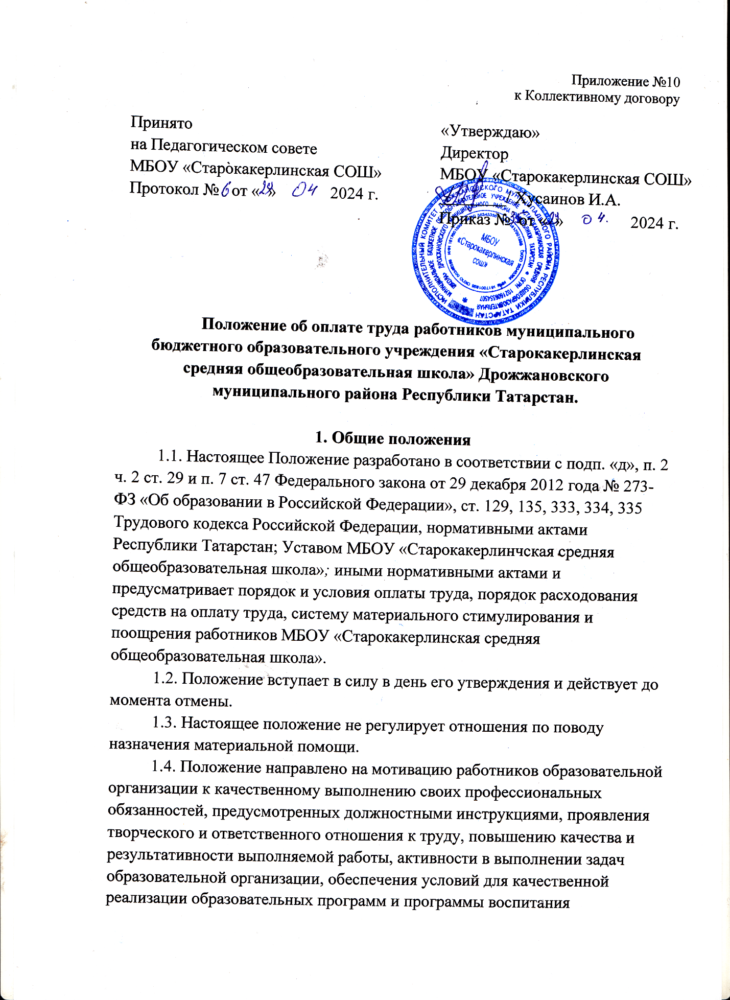 Приложение №10
к Коллективному договору
Принято
на Педагогическом совете
МБОУ «Старокакерлинская СОШ»
Протокол № 6 от « » 04 2024 г.
«Утверждаю»
Директор
МБОУ «Старокакерлинская СОШ»
Хусаинов И.А.
Приказ № от « » 04. 2024 г.
МБОУ
«Старокакерлинская
СОШ»
Положение об оплате труда работников муниципального
бюджетного образовательного учреждения «Старокакерлинская
средняя общеобразовательная школа» Дрожжановского
муниципального района Республики Татарстан.
1. Общие положения
1.1. Настоящее Положение разработано в соответствии с подп. «д», п. 2
ч. 2 ст. 29 и п. 7 ст. 47 Федерального закона от 29 декабря 2012 года № 273-
ФЗ «Об образовании в Российской Федерации», ст. 129, 135, 333, 334, 335
Трудового кодекса Российской Федерации, нормативными актами
Республики Татарстан; Уставом МБОУ «Старокакерлинчская средняя
общеобразовательная школа»; иными нормативными актами и
предусматривает порядок и условия оплаты труда, порядок расходования
средств на оплату труда, систему материального стимулирования и
поощрения работников МБОУ «Старокакерлинская средняя
общеобразовательная школа».
1.2. Положение вступает в силу в день его утверждения и действует до
момента отмены.
1.3. Настоящее положение не регулирует отношения по поводу
назначения материальной помощи.
1.4. Положение направлено на мотивацию работников образовательной
организации к качественному выполнению своих профессиональных
обязанностей, предусмотренных должностными инструкциями, проявления
творческого и ответственного отношения к труду, повышению качества и
результативности выполняемой работы, активности в выполнении задач
образовательной организации, обеспечения условий для качественной
реализации образовательных программ и программы воспитания